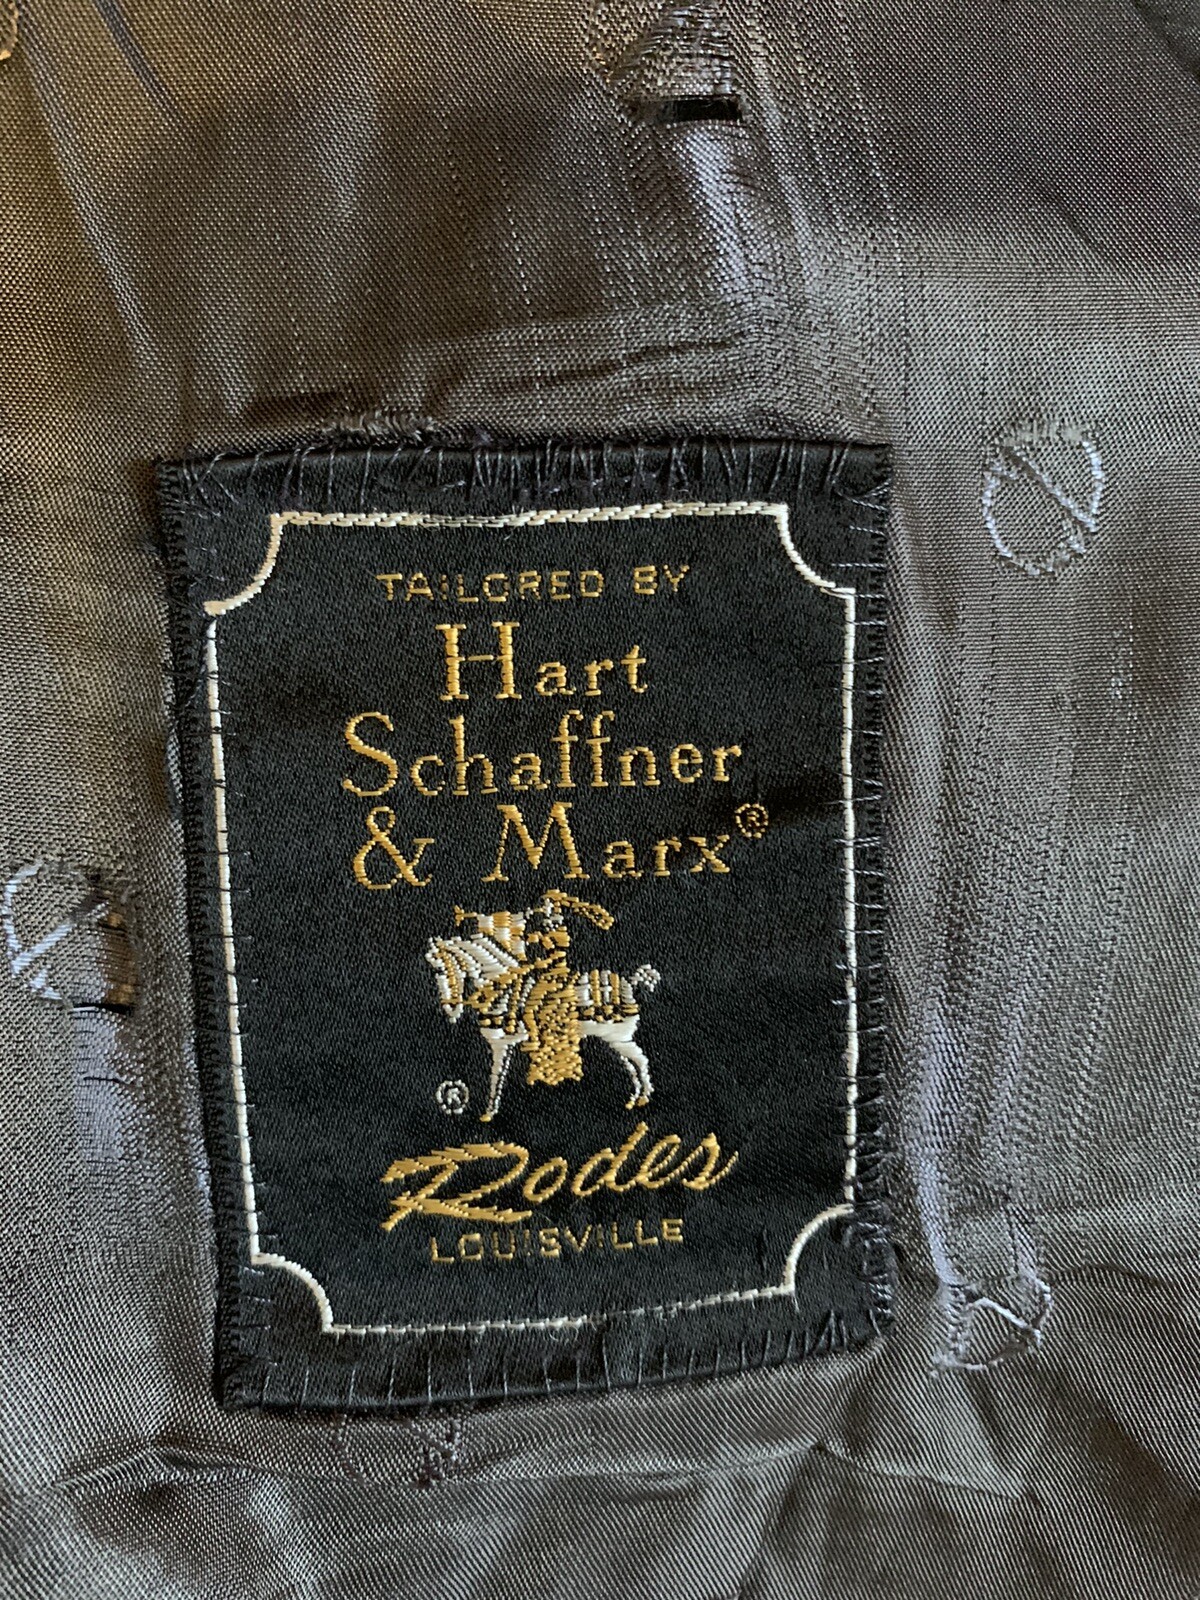 TAILORED BY
Hart
Schaffner
& Marx®
®
Rodes
LOUISVILLE